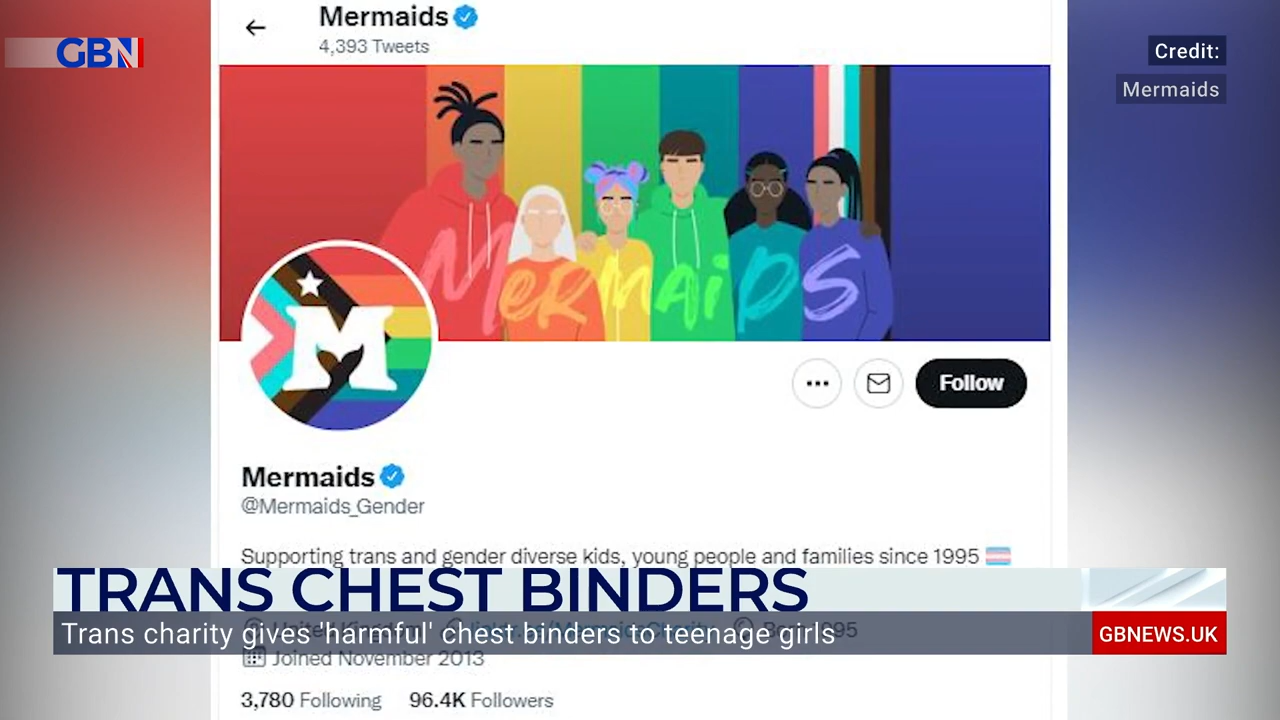 Mermaids
4,393 Tweets
GBN
Credit:
Mermaids
MeRmAiDS
M
Follow
Mermaids
@Mermaids_Gender
Supporting trans and gender diverse kids, young people and families since 1995
TRANS CHEST BINDERS
Trans charity gives 'harmful' chest binders to teenage girls
GBNEWS.UK
Joined November 2013
3,780 Following 96.4K Followers